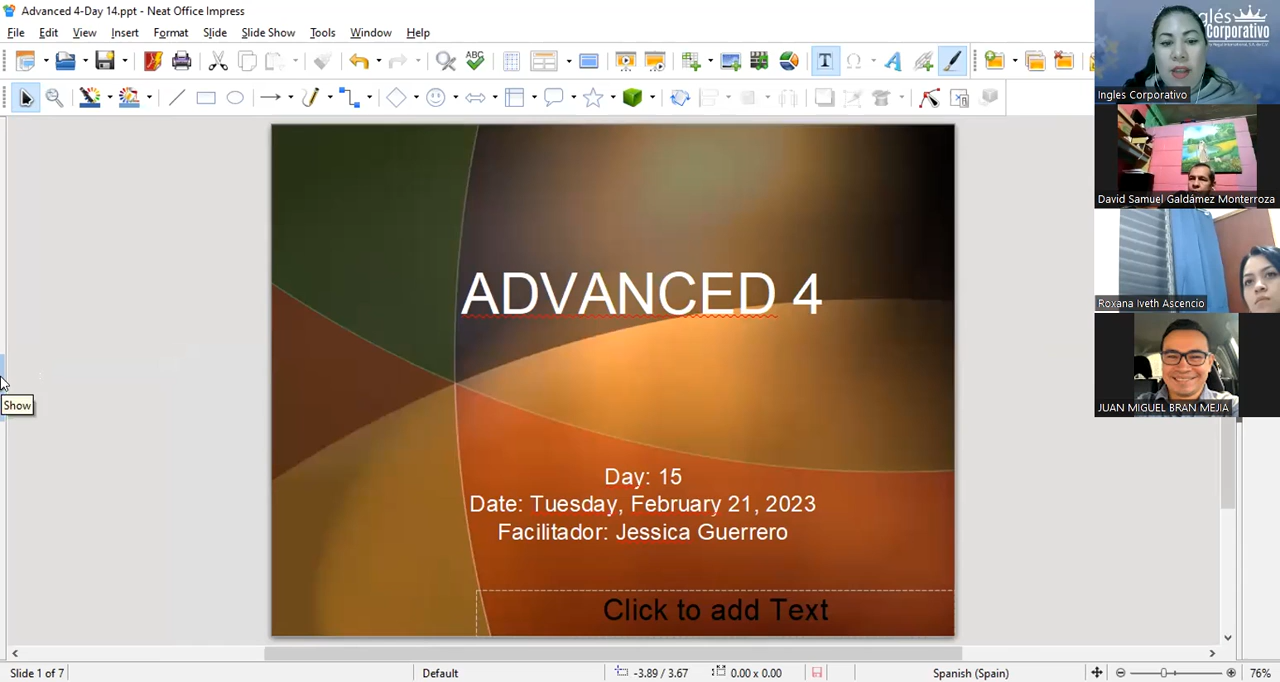 Advanced 4-Day 14.ppt - Neat Office Impress
File Edit View Insert Format Slide Slide Show Tools Window Help
ABC
ADVANCED 4
Day: 15
Date: Tuesday, February 21, 2023
Facilitador: Jessica Guerrero
Click to add Text
Show
Slide 1 of 7
Default
-3.89 / 3.67
0.00 x 0.00
Spanish (Spain)
76%
Inglés
Corporativo
Ingles Corporativo
David Samuel Galdámez Monterroza
Roxana Iveth Ascencio
JUAN MIGUEL BRAN MEJIA